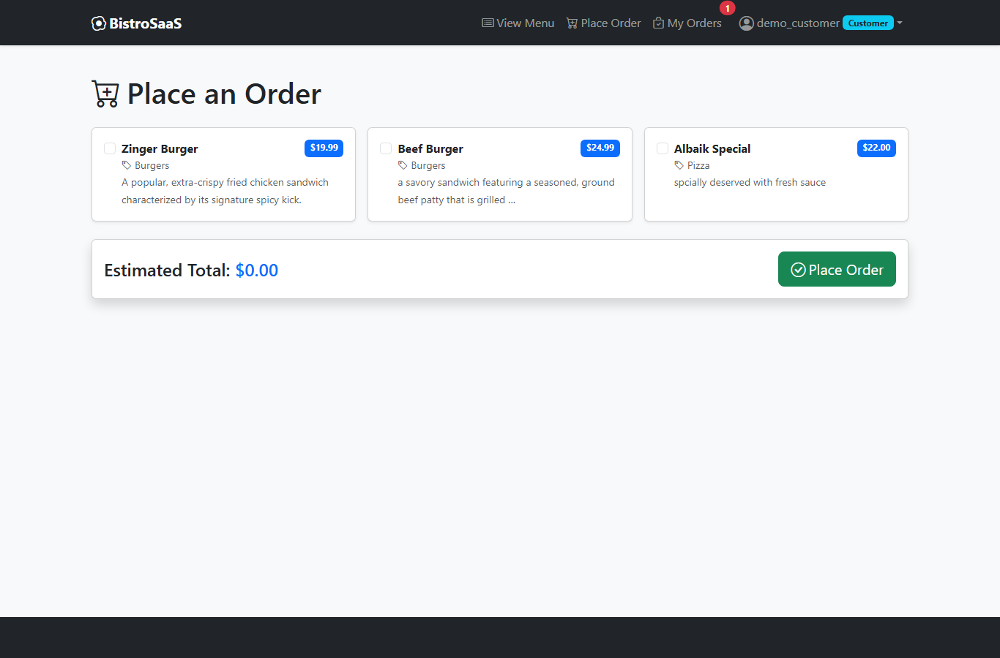 BistroSaaS
View Menu
Place Order
My Orders
1
demo_customer Customer
Place an Order
Zinger Burger $19.99
Burgers
A popular, extra-crispy fried chicken sandwich
characterized by its signature spicy kick.
Beef Burger $24.99
Burgers
a savory sandwich featuring a seasoned, ground
beef patty that is grilled ...
Albaik Special $22.00
Pizza
spcially deserved with fresh sauce
Estimated Total: $0.00
Place Order